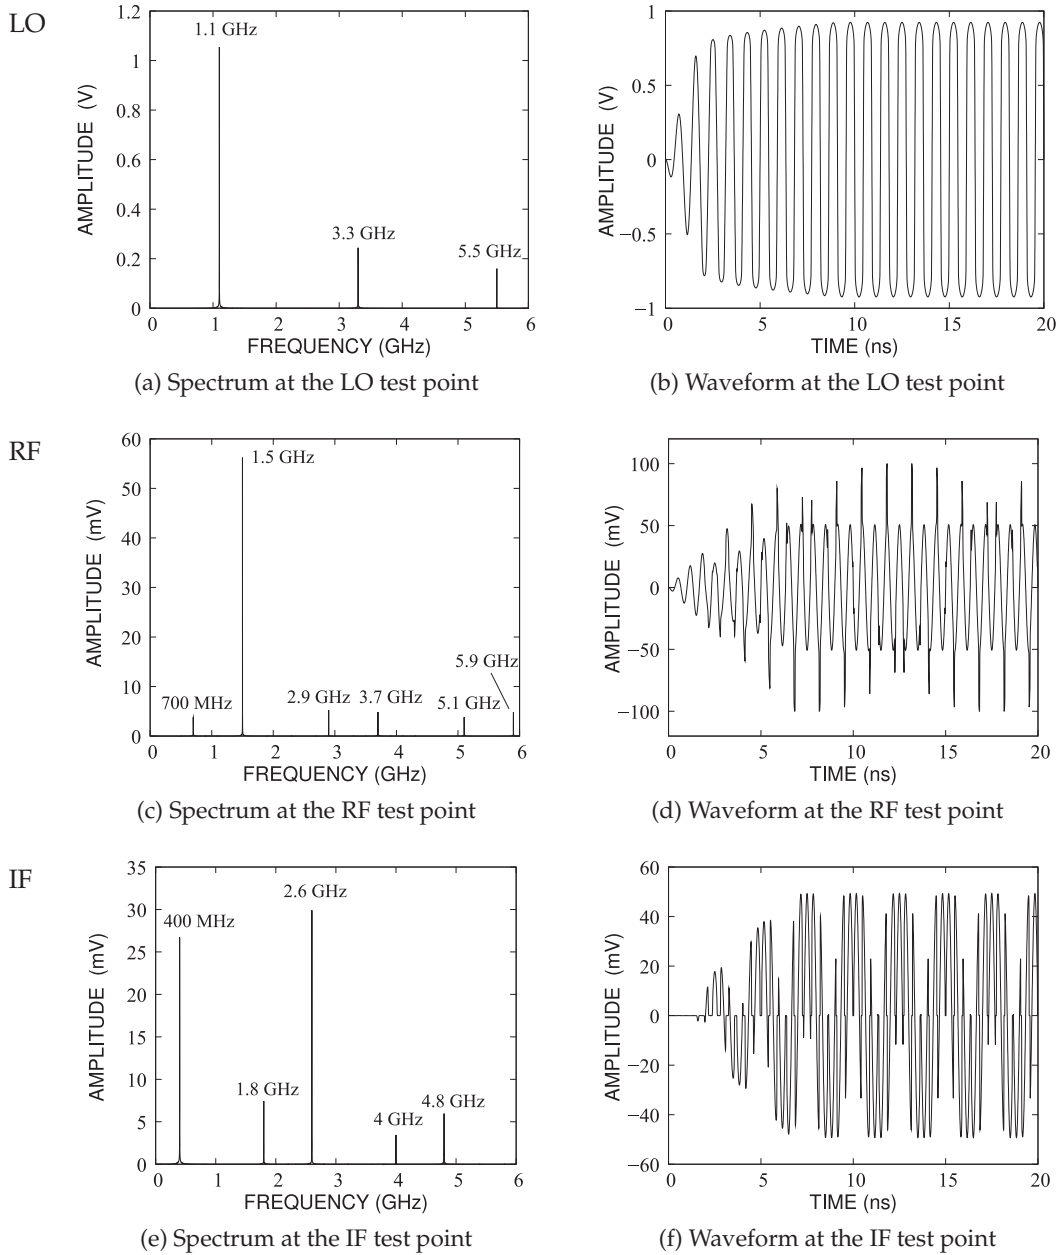 LO
1.2
1
0.8
0.6
0.4
0.2
0
AMPLITUDE (V)
1.1 GHz
3.3 GHz
5.5 GHz
0 1 2 3 4 5 6
FREQUENCY (GHz)
(a) Spectrum at the LO test point
1
0.5
0
−0.5
−1
AMPLITUDE (V)
0 5 10 15 20
TIME (ns)
(b) Waveform at the LO test point
RF
60
50
40
30
20
10
0
AMPLITUDE (mV)
1.5 GHz
5.9 GHz
700 MHz
2.9 GHz
3.7 GHz
5.1 GHz
0 1 2 3 4 5 6
FREQUENCY (GHz)
(c) Spectrum at the RF test point
100
50
0
−50
−100
AMPLITUDE (mV)
0 5 10 15 20
TIME (ns)
(d) Waveform at the RF test point
IF
35
30
25
20
15
10
5
0
AMPLITUDE (mV)
400 MHz
2.6 GHz
1.8 GHz
4 GHz
4.8 GHz
0 1 2 3 4 5 6
FREQUENCY (GHz)
(e) Spectrum at the IF test point
60
40
20
0
−20
−40
−60
AMPLITUDE (mV)
0 5 10 15 20
TIME (ns)
(f) Waveform at the IF test point